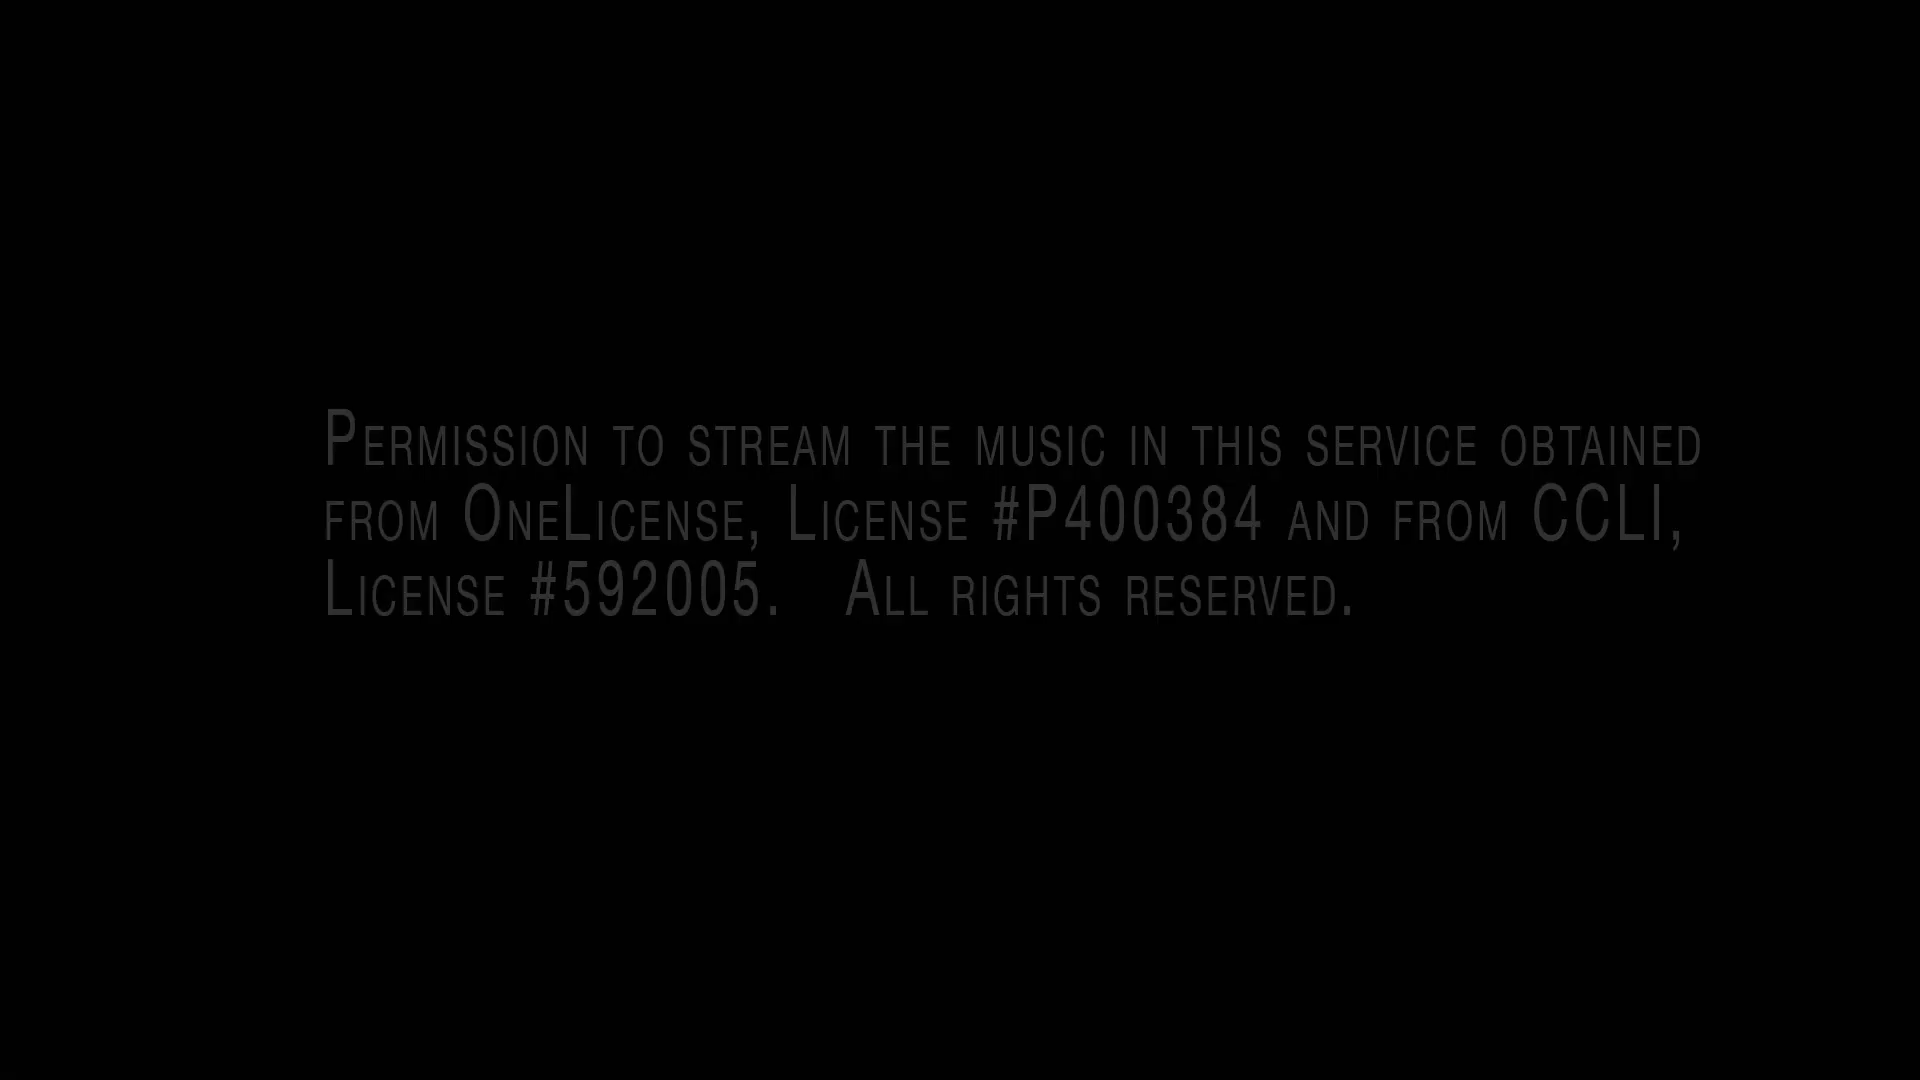 Permission to stream the music in this service obtained
from OneLicense, License #P400384 and from CCLI,
License #592005.   All rights reserved.